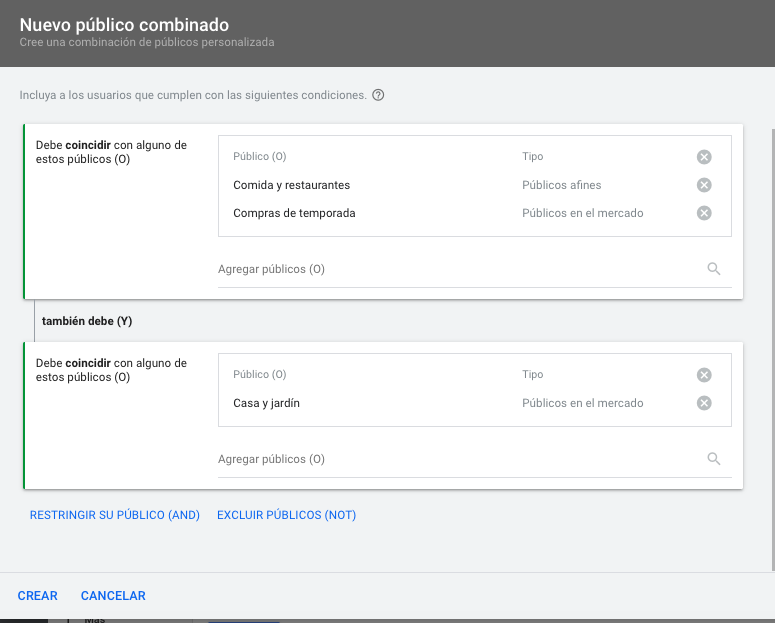 Nuevo público combinado
Cree una combinación de públicos personalizada
Incluya a los usuarios que cumplen con las siguientes condiciones. ?
Debe coincidir con alguno de
estos públicos (O)
Público (O) Tipo
Comida y restaurantes Públicos afines
Compras de temporada Públicos en el mercado
Agregar públicos (O)
también debe (Y)
Debe coincidir con alguno de
estos públicos (O)
Público (O) Tipo
Casa y jardín Públicos en el mercado
Agregar públicos (O)
RESTRINGIR SU PÚBLICO (AND) EXCLUIR PÚBLICOS (NOT)
CREAR CANCELAR
Más